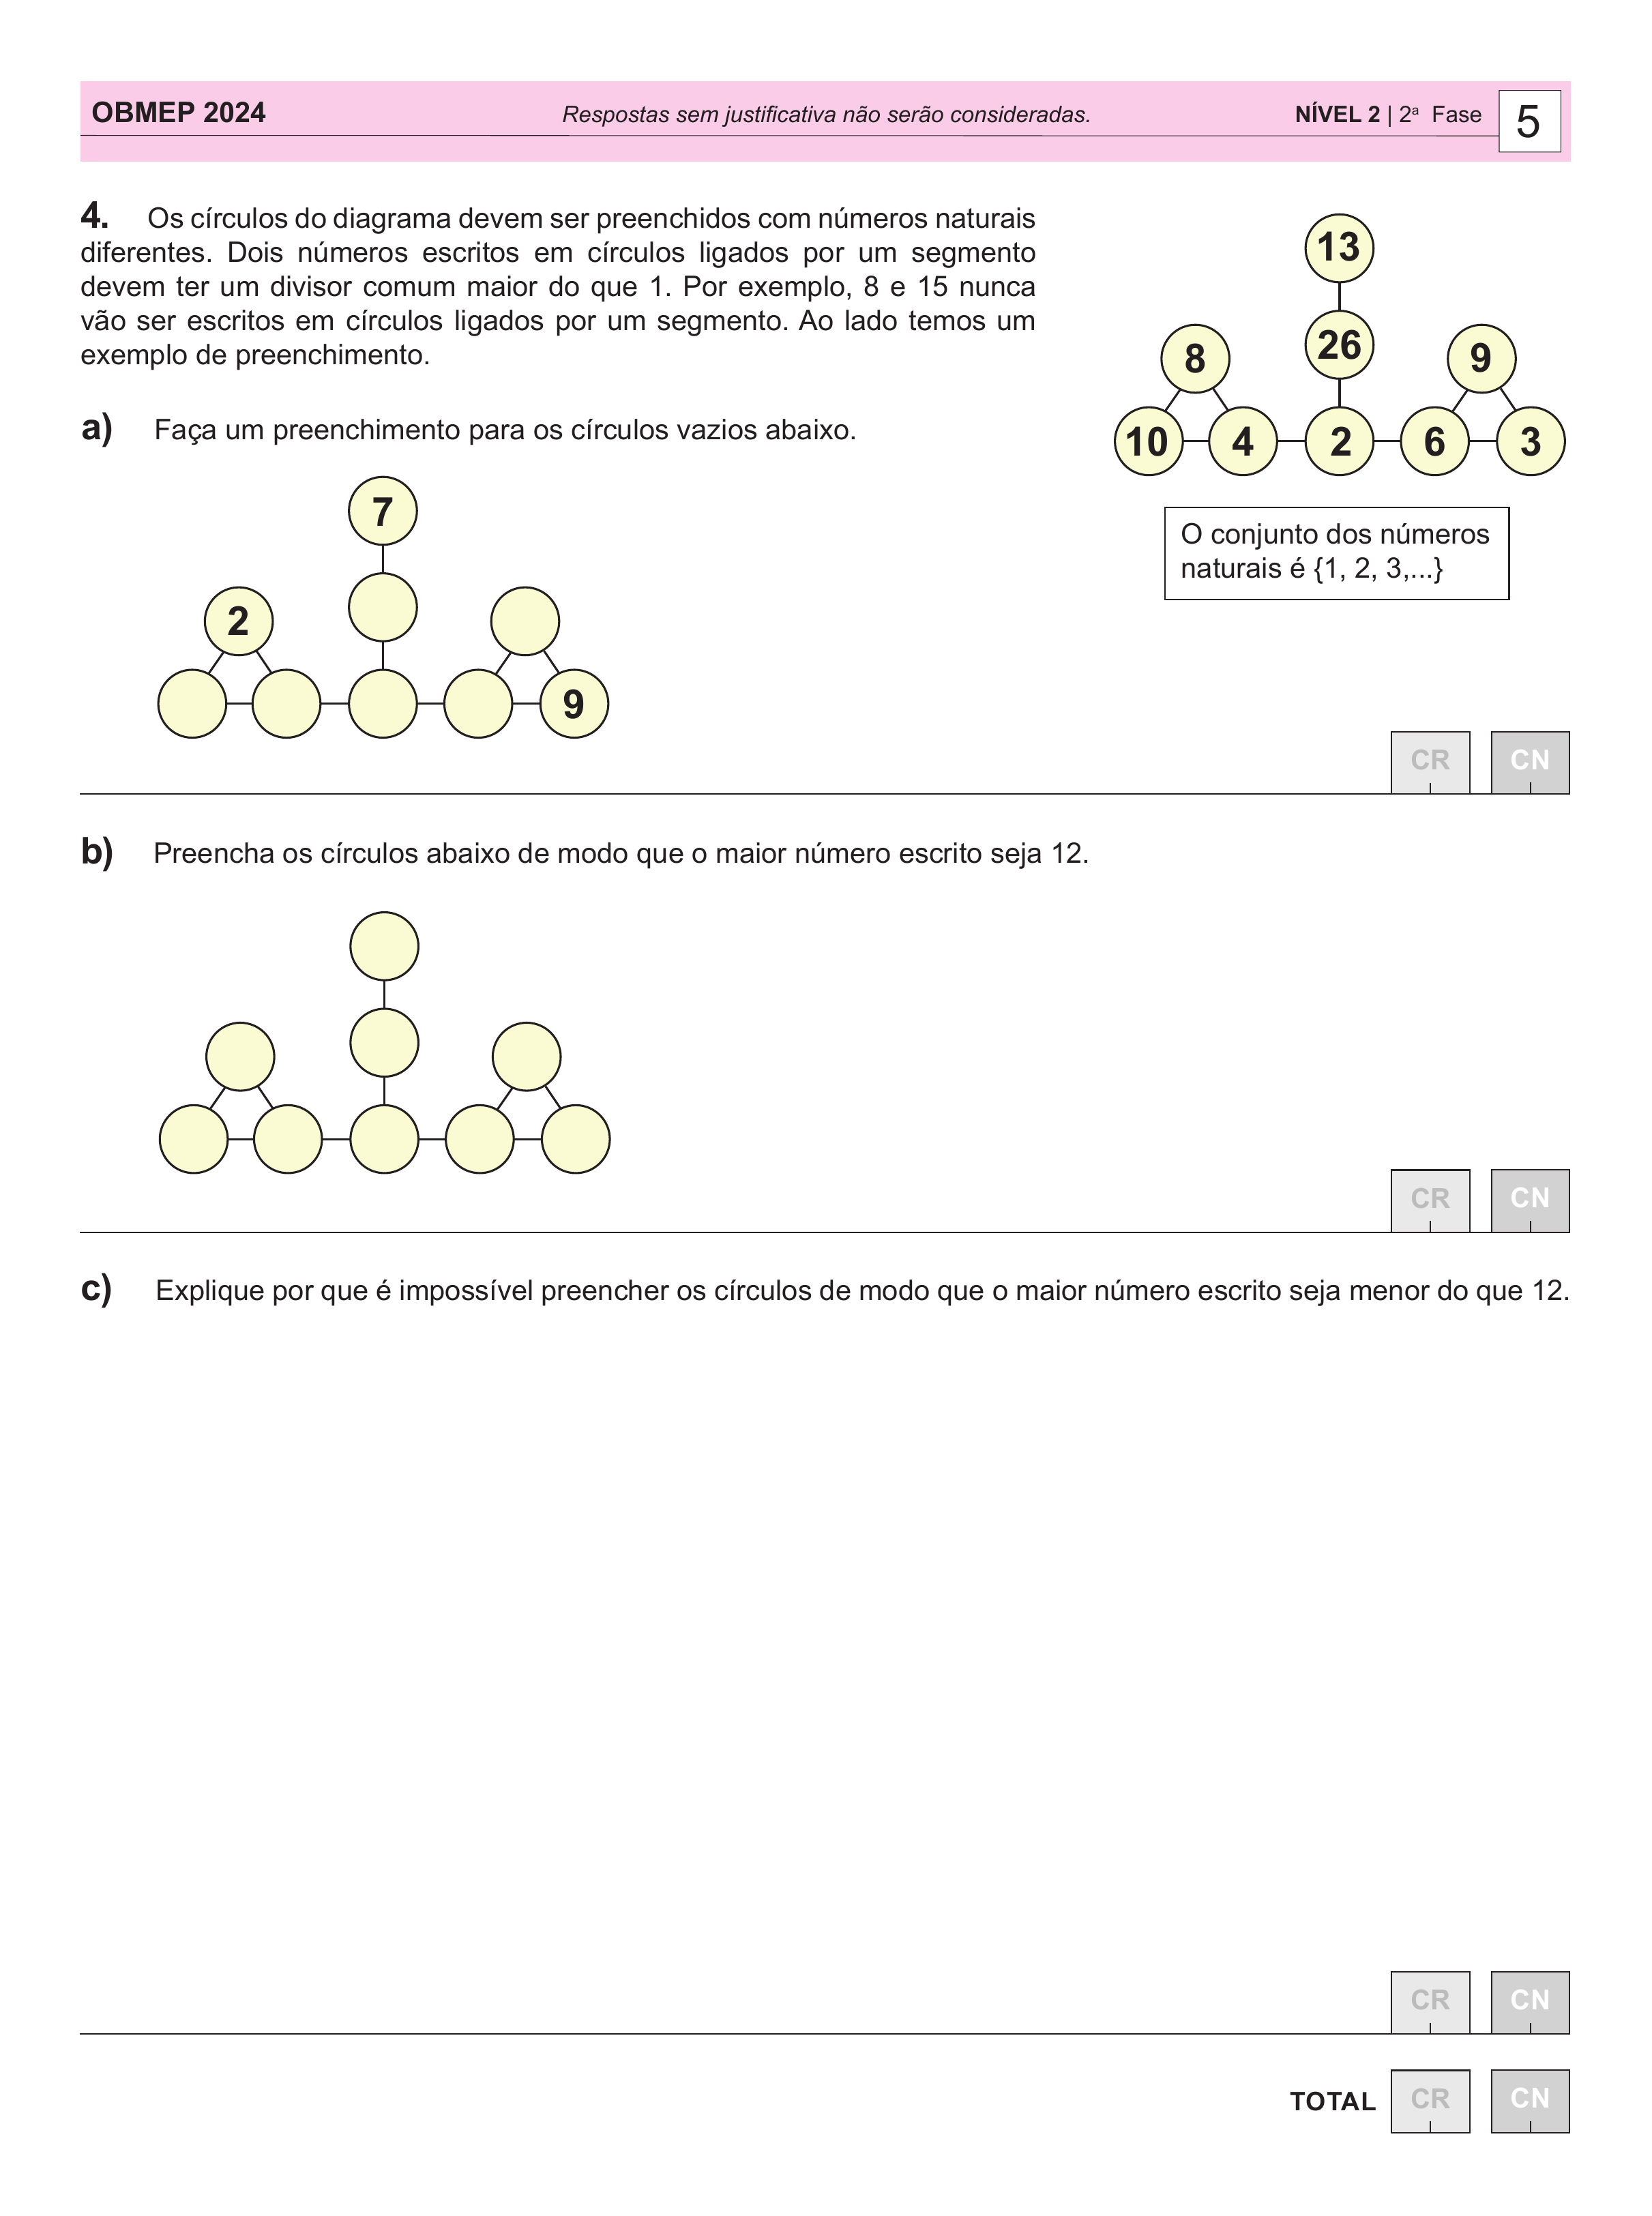 OBMEP 2024 Respostas sem justificativa não serão consideradas. NÍVEL 2 | 2ª Fase 5
4. Os círculos do diagrama devem ser preenchidos com números naturais
diferentes. Dois números escritos em círculos ligados por um segmento
devem ter um divisor comum maior do que 1. Por exemplo, 8 e 15 nunca
vão ser escritos em círculos ligados por um segmento. Ao lado temos um
exemplo de preenchimento.
13
26
8 9
10 4 2 6 3
O conjunto dos números
naturais é {1, 2, 3,...}
a) Faça um preenchimento para os círculos vazios abaixo.
7
2
9
CR CN
b) Preencha os círculos abaixo de modo que o maior número escrito seja 12.
CR CN
c) Explique por que é impossível preencher os círculos de modo que o maior número escrito seja menor do que 12.
CR CN
TOTAL CR CN